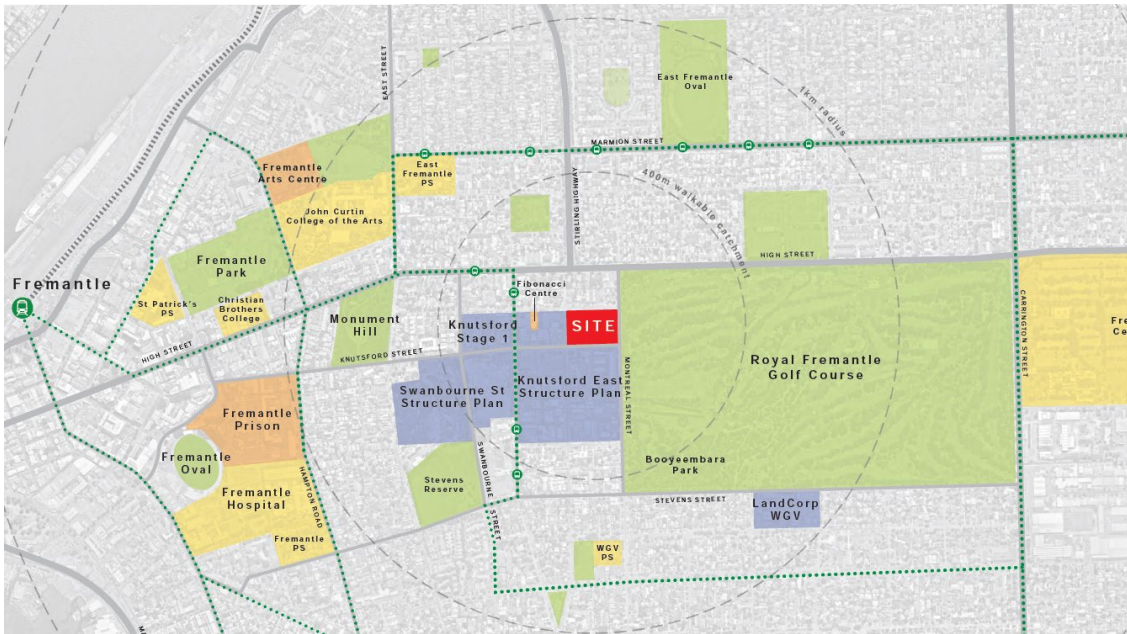 EAST STREET
East Fremantle
Oval
1km radius
MARMION STREET
Fremantle
Arts Centre
East
Fremantle
PS
STIRLING HIGHWAY
400m walkable catchment
John Curtin
College of the Arts
Fremantle
Park
HIGH STREET
Fremantle
St Patrick's
PS
Christian
Brothers
College
Monument
Hill
Fibonacci
Centre
Knutsford
Stage 1
SITE
HIGH STREET
KNUTSFORD STREET
Royal Fremantle
Golf Course
CARRINGTON STREET
Swanbourne St
Structure Plan
Knutsford East
Structure Plan
MONTREAL STREET
Fremantle
Prison
Fremantle
Oval
Booyeembara
Park
SWANBOURNE STREET
Stevens
Reserve
HAMPTON ROAD
Fremantle
Hospital
STEVENS STREET
LandCorp
WGV
Fremantle
PS
WGV
PS